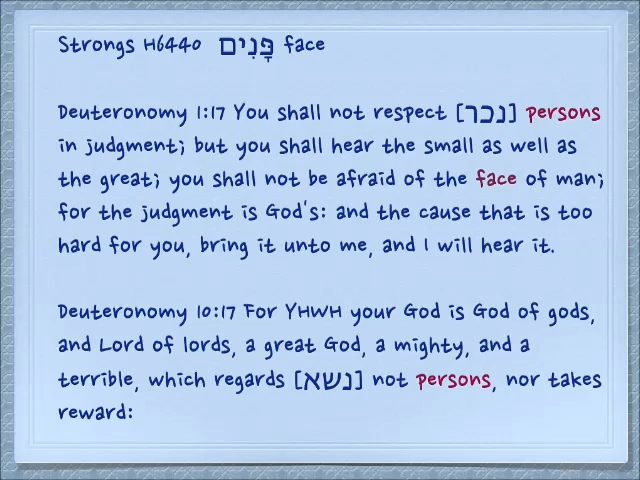 Strongs H6440 פָּנִים face
Deuteronomy 1:17 You shall not respect [נכר] persons
in judgment; but you shall hear the small as well as
the great; you shall not be afraid of the face of man;
for the judgment is God's: and the cause that is too
hard for you, bring it unto me, and I will hear it.
Deuteronomy 10:17 For YHWH your God is God of gods,
and Lord of lords, a great God, a mighty, and a
terrible, which regards [נשא] not persons, nor takes
reward: